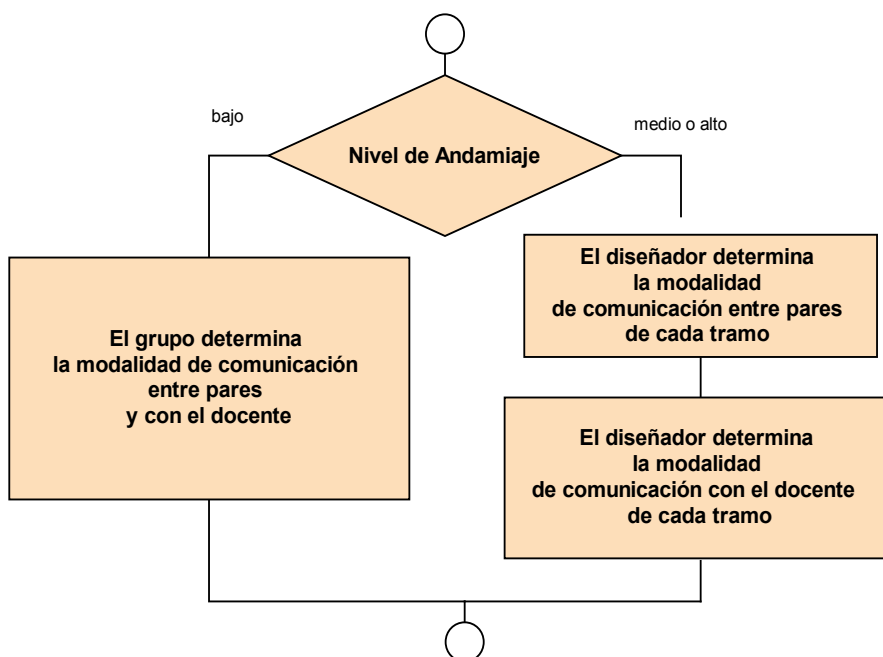 bajo
medio o alto
Nivel de Andamiaje
El grupo determina
la modalidad de comunicación
entre pares
y con el docente
El diseñador determina
la modalidad
de comunicación entre pares
de cada tramo
El diseñador determina
la modalidad
de comunicación con el docente
de cada tramo